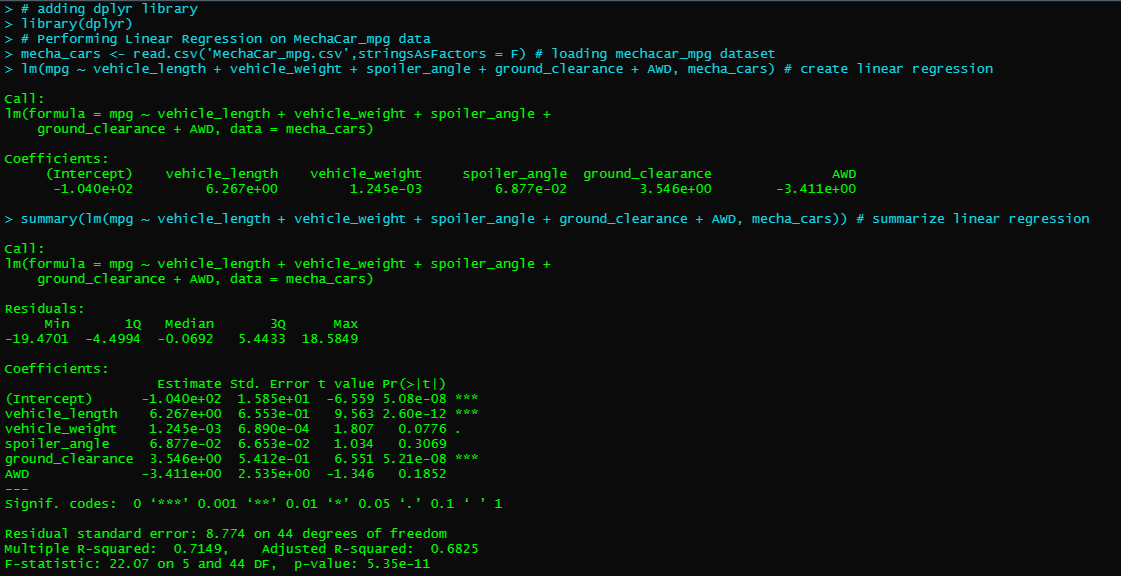 > # adding dplyr library
> library(dplyr)
> # Performing Linear Regression on MechaCar_mpg data
> mecha_cars <- read.csv('MechaCar_mpg.csv',stringsAsFactors = F) # loading mechacar_mpg dataset
> lm(mpg ~ vehicle_length + vehicle_weight + spoiler_angle + ground_clearance + AWD, mecha_cars) # create linear regression

Call:
lm(formula = mpg ~ vehicle_length + vehicle_weight + spoiler_angle +
    ground_clearance + AWD, data = mecha_cars)

Coefficients:
     (Intercept)    vehicle_length    vehicle_weight     spoiler_angle  ground_clearance               AWD
      -1.040e+02         6.267e+00         1.245e-03         6.877e-02         3.546e+00        -3.411e+00

> summary(lm(mpg ~ vehicle_length + vehicle_weight + spoiler_angle + ground_clearance + AWD, mecha_cars)) # summarize linear regression

Call:
lm(formula = mpg ~ vehicle_length + vehicle_weight + spoiler_angle +
    ground_clearance + AWD, data = mecha_cars)

Residuals:
     Min       1Q   Median       3Q      Max
-19.4701  -4.4994  -0.0692   5.4433  18.5849

Coefficients:
                   Estimate Std. Error t value Pr(>|t|)
(Intercept)      -1.040e+02  1.585e+01  -6.559 5.08e-08 ***
vehicle_length    6.267e+00  6.553e-01   9.563 2.60e-12 ***
vehicle_weight    1.245e-03  6.890e-04   1.807   0.0776 .
spoiler_angle     6.877e-02  6.653e-02   1.034   0.3069
ground_clearance  3.546e+00  5.412e-01   6.551 5.21e-08 ***
AWD              -3.411e+00  2.535e+00  -1.346   0.1852
---
Signif. codes:  0 ‘***’ 0.001 ‘**’ 0.01 ‘*’ 0.05 ‘.’ 0.1 ‘ ’ 1

Residual standard error: 8.774 on 44 degrees of freedom
Multiple R-squared:  0.7149,    Adjusted R-squared:  0.6825
F-statistic: 22.07 on 5 and 44 DF,  p-value: 5.35e-11